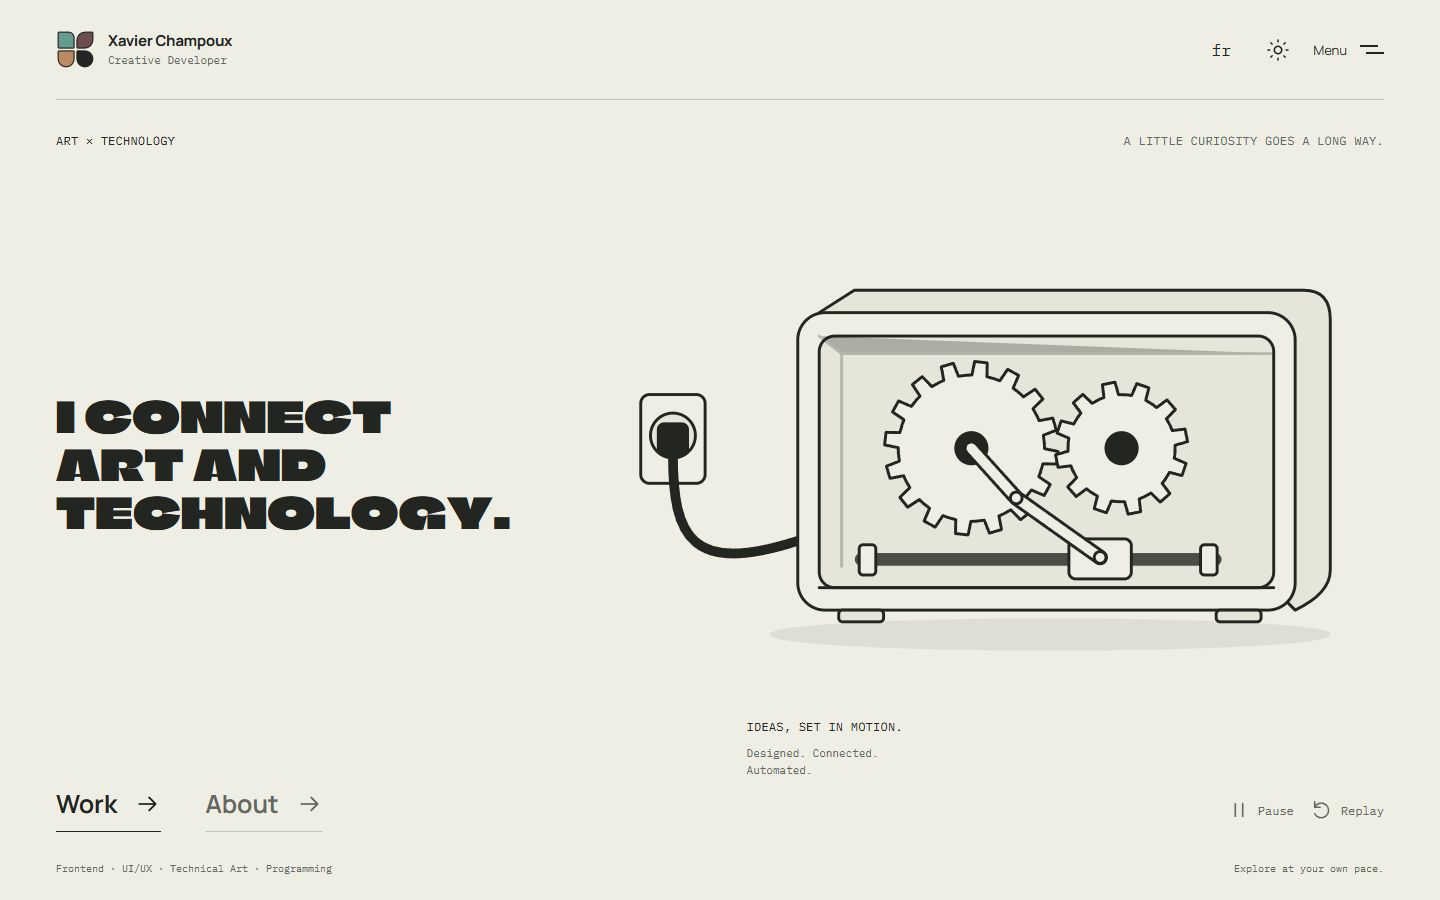 Xavier Champoux
Creative Developer
fr
Menu
ART × TECHNOLOGY
A LITTLE CURIOSITY GOES A LONG WAY.
I CONNECT
ART AND
TECHNOLOGY.
IDEAS, SET IN MOTION.
Designed. Connected.
Automated.
Work →
About →
Pause
Replay
Frontend · UI/UX · Technical Art · Programming
Explore at your own pace.